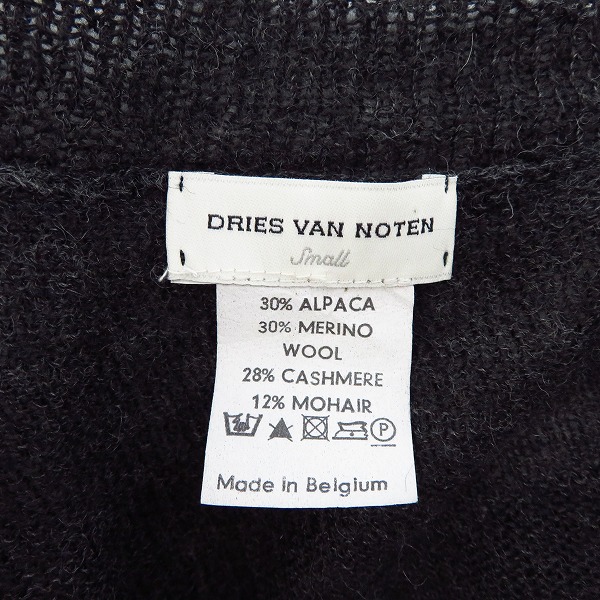 DRIES VAN NOTEN
Small
30% ALPACA
30% MERINO
WOOL
28% CASHMERE
12% MOHAIR
P
Made in Belgium